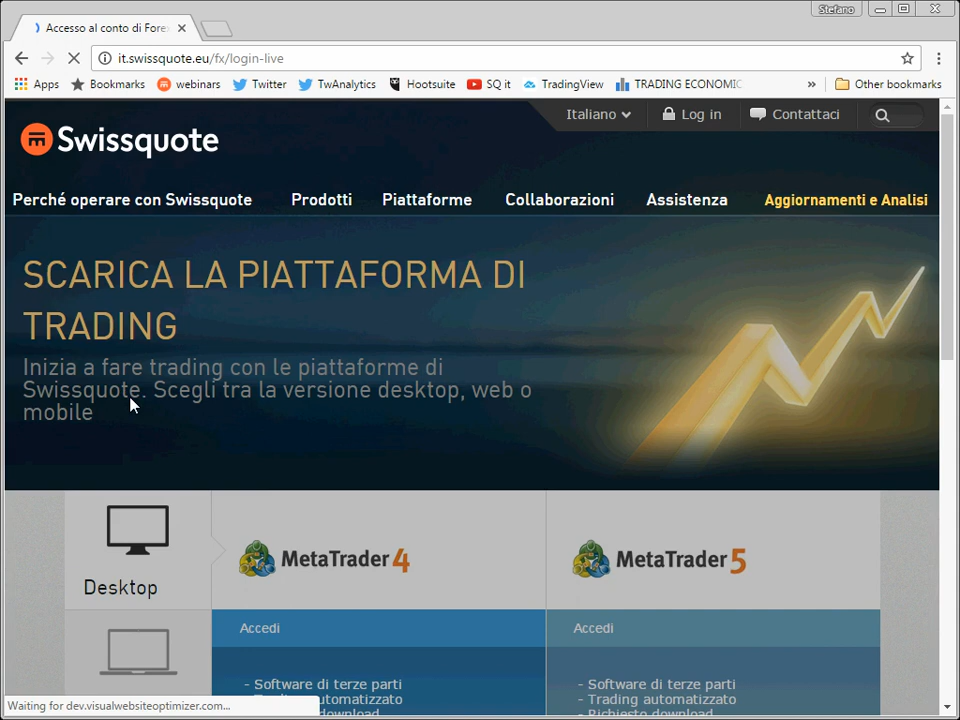 Stefano
Accesso al conto di Forex
it.swissquote.eu/fx/login-live
Apps Bookmarks webinars Twitter TwAnalytics Hootsuite SQ it TradingView TRADING ECONOMIC » Other bookmarks
Italiano Log in Contattaci
Swissquote
Perché operare con Swissquote Prodotti Piattaforme Collaborazioni Assistenza Aggiornamenti e Analisi
SCARICA LA PIATTAFORMA DI
TRADING
Inizia a fare trading con le piattaforme di
Swissquote. Scegli tra la versione desktop, web o
mobile
Desktop
MetaTrader 4 MetaTrader 5
Accedi Accedi
- Software di terze parti - Software di terze parti
automatizzato - Trading automatizzato
download - Richiesto download
Waiting for dev.visualwebsiteoptimizer.com...